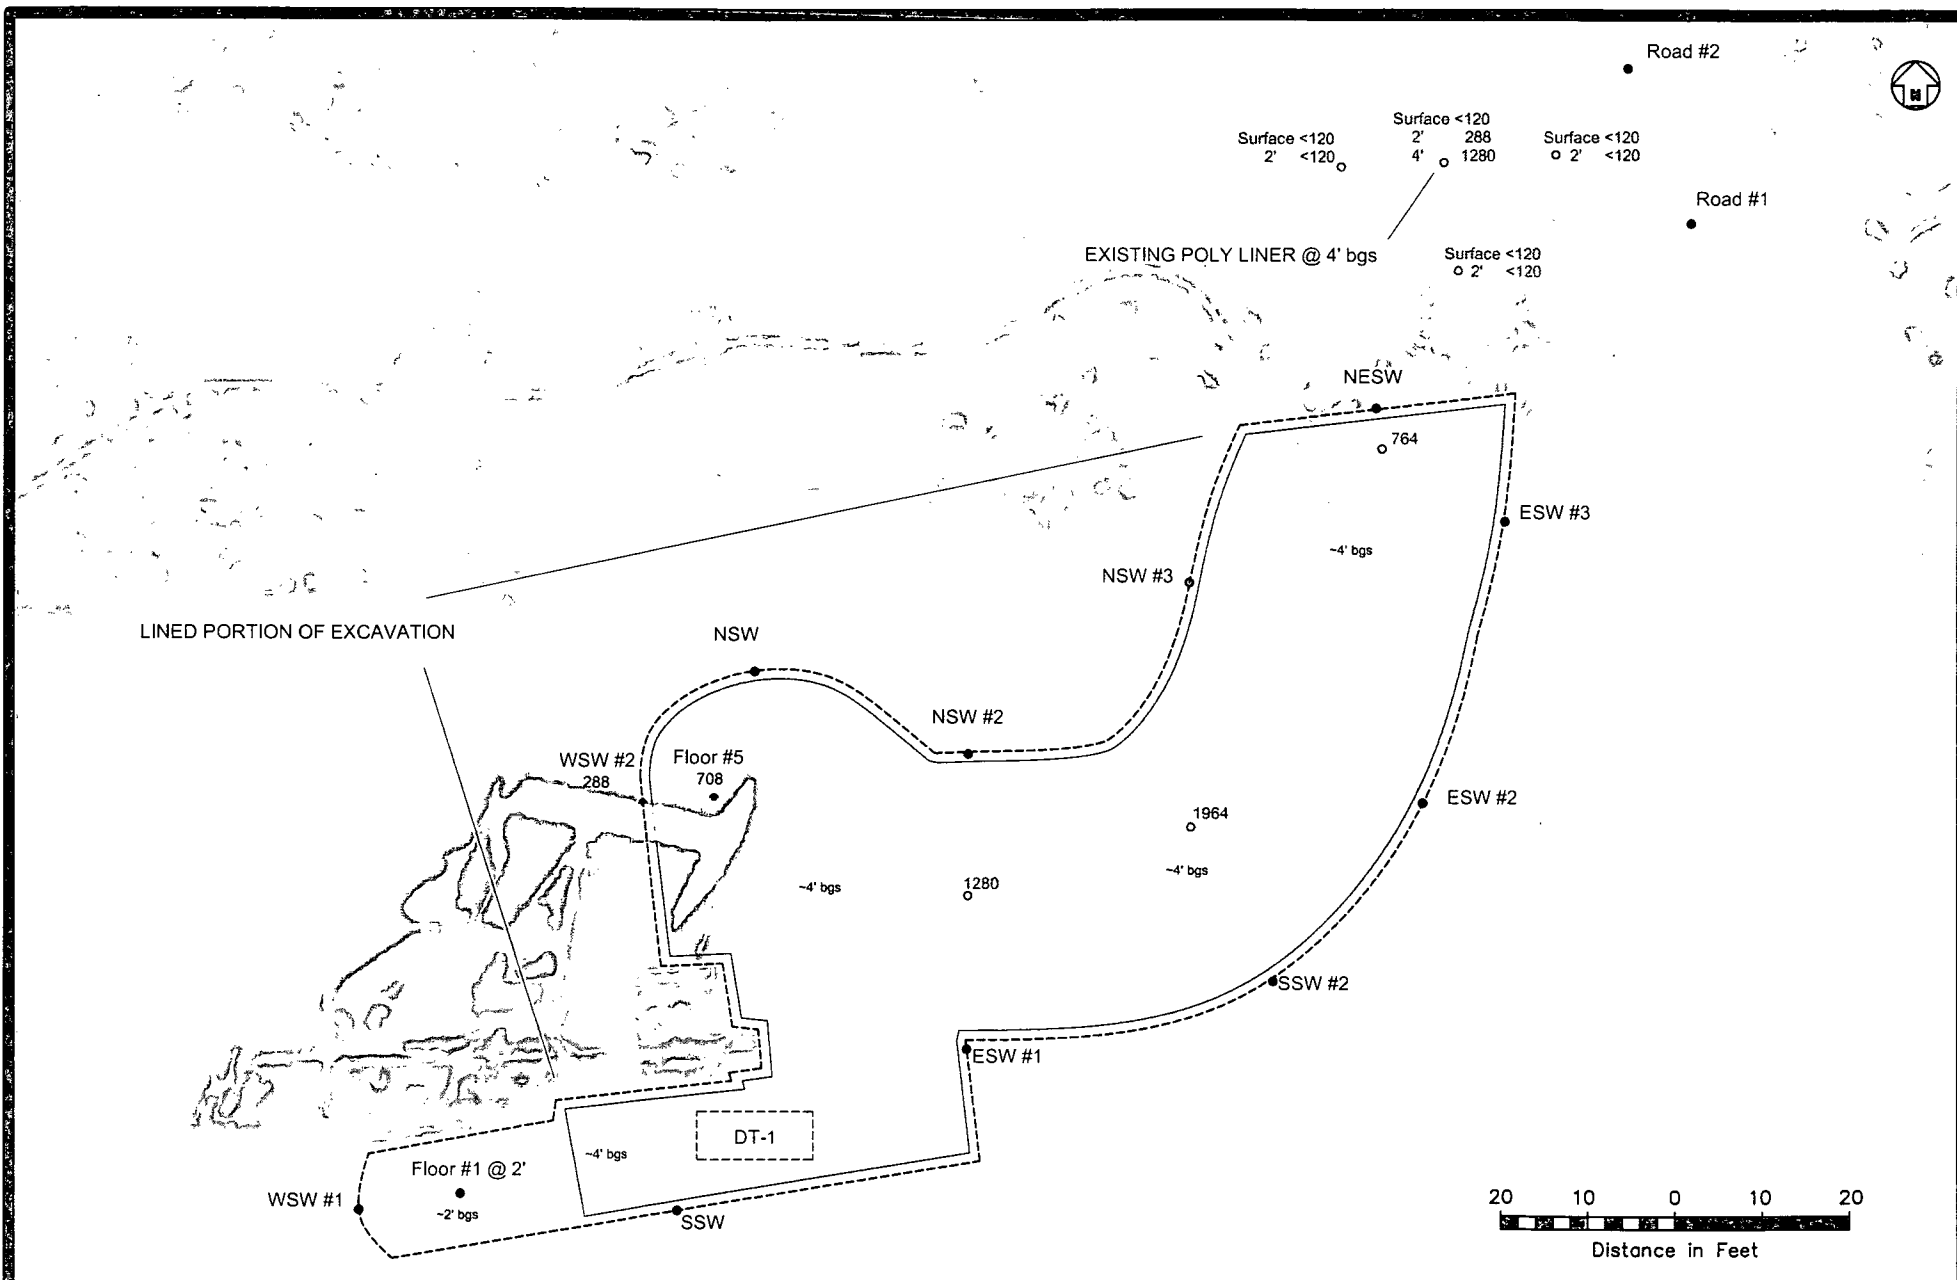 Road #2
N
Surface <120
2' 288
4' 1280
Surface <120
2' <120
Surface <120
2' <120
Road #1
EXISTING POLY LINER @ 4' bgs
Surface <120
2' <120
NESW
764
ESW #3
~4' bgs
NSW #3
LINED PORTION OF EXCAVATION
NSW
NSW #2
WSW #2
288
Floor #5
708
ESW #2
1964
~4' bgs
~4' bgs
1280
SSW #2
ESW #1
DT-1
~4' bgs
Floor #1 @ 2'
WSW #1
~2' bgs
SSW
20 10 0 10 20
Distance in Feet